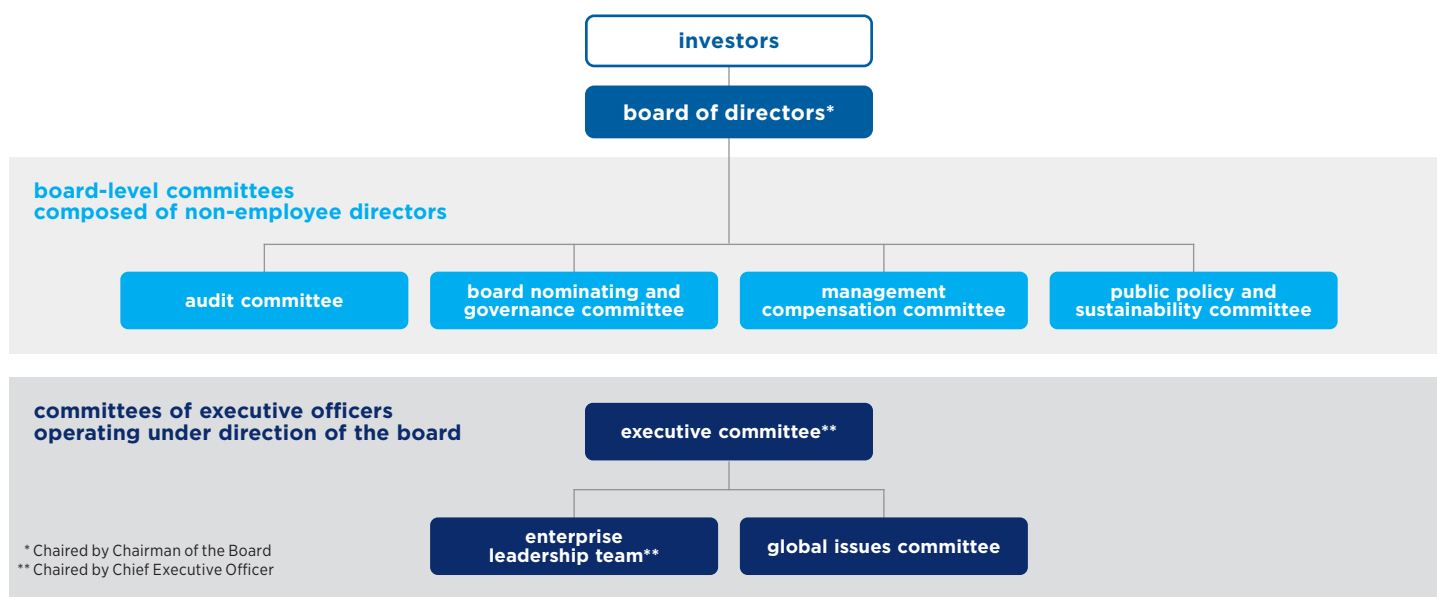 investors
board of directors*
board-level committees
composed of non-employee directors
audit committee
board nominating and
governance committee
management
compensation committee
public policy and
sustainability committee
committees of executive officers
operating under direction of the board
executive committee**
enterprise
leadership team**
global issues committee
* Chaired by Chairman of the Board
** Chaired by Chief Executive Officer